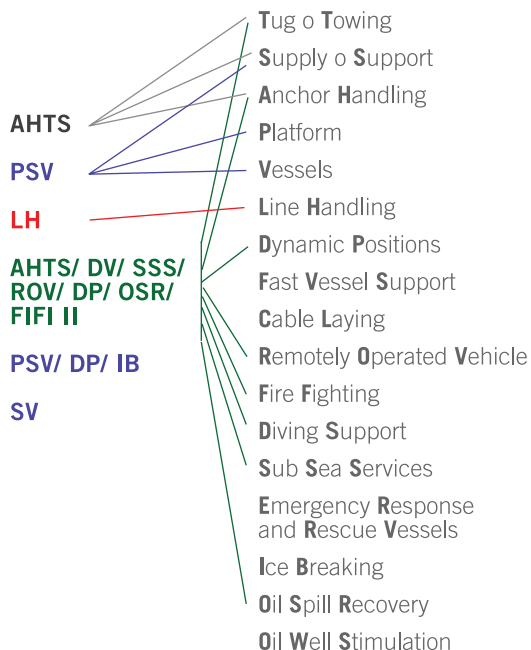 AHTS
PSV
LH
AHTS/ DV/ SSS/
ROV/ DP/ OSR/
FIFI II
PSV/ DP/ IB
SV
Tug o Towing
Supply o Support
Anchor Handling
Platform
Vessels
Line Handling
Dynamic Positions
Fast Vessel Support
Cable Laying
Remotely Operated Vehicle
Fire Fighting
Diving Support
Sub Sea Services
Emergency Response
and Rescue Vessels
Ice Breaking
Oil Spill Recovery
Oil Well Stimulation